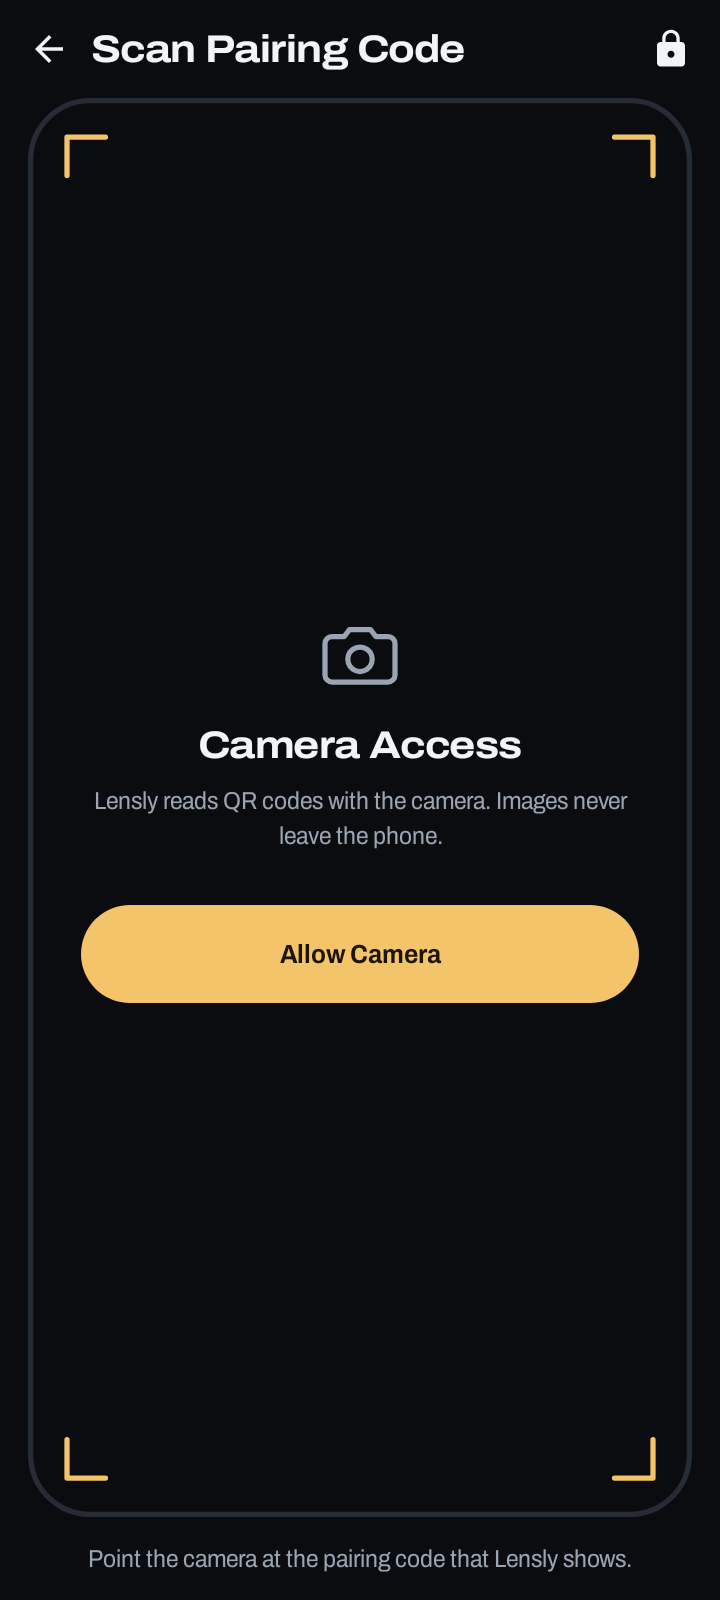 Scan Pairing Code
Camera Access
Lensly reads QR codes with the camera. Images never
leave the phone.
Allow Camera
Point the camera at the pairing code that Lensly shows.